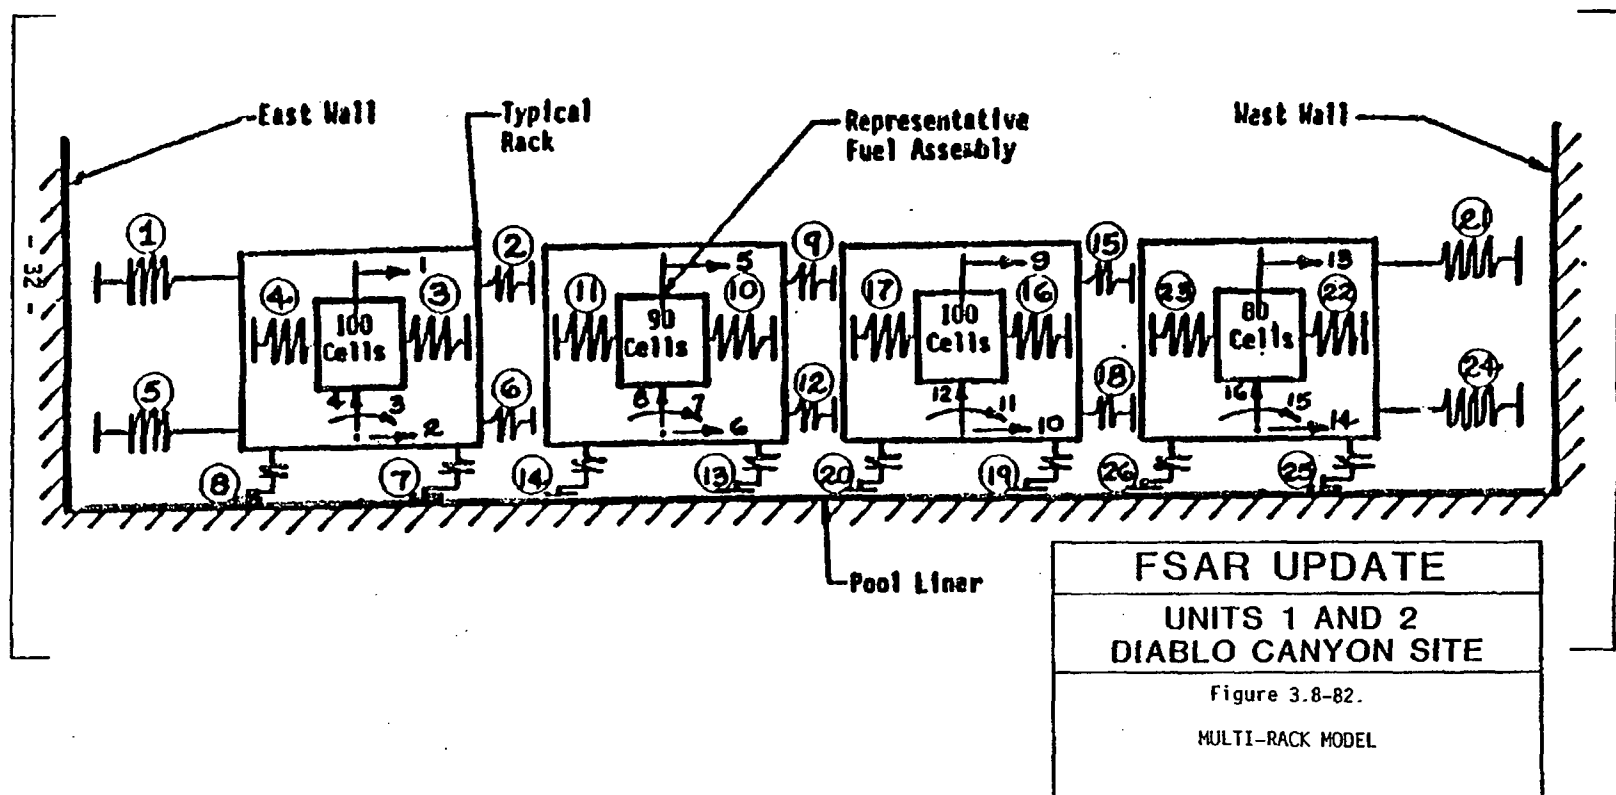 East Wall
Typical
Rack
Representative
Fuel Assembly
West Wall
- 32 -
1
2
9
15
21
1
5
9
13
4
3
11
10
17
16
23
22
100
Cells
90
Cells
100
Cells
80
Cells
5
6
12
18
24
4
3
2
8
7
6
12
11
10
16
15
14
8
7
14
13
20
19
26
25
Pool Liner
FSAR UPDATE
UNITS 1 AND 2
DIABLO CANYON SITE
Figure 3.8-82.
MULTI-RACK MODEL